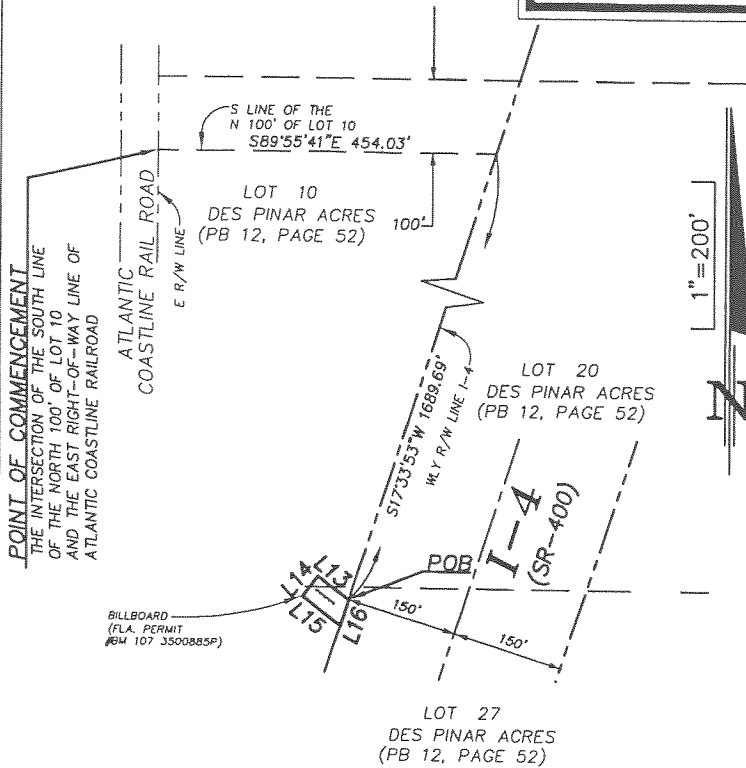 S LINE OF THE
N 100' OF LOT 10
S89°55'41"E 454.03'
LOT 10
DES PINAR ACRES
(PB 12, PAGE 52)
100'
E R/W LINE
ATLANTIC
COASTLINE RAIL ROAD
POINT OF COMMENCEMENT
THE INTERSECTION OF THE SOUTH LINE
OF THE NORTH 100' OF LOT 10
AND THE EAST RIGHT-OF-WAY LINE OF
ATLANTIC COASTLINE RAILROAD
1"=200'
N
S17°33'53"W 1689.69'
WLY R/W LINE I-4
LOT 20
DES PINAR ACRES
(PB 12, PAGE 52)
I-4
(SR-400)
POB
L13
L14
L15
L16
150'
150'
BILLBOARD
(FLA. PERMIT
#BM 107 3500885P)
LOT 27
DES PINAR ACRES
(PB 12, PAGE 52)